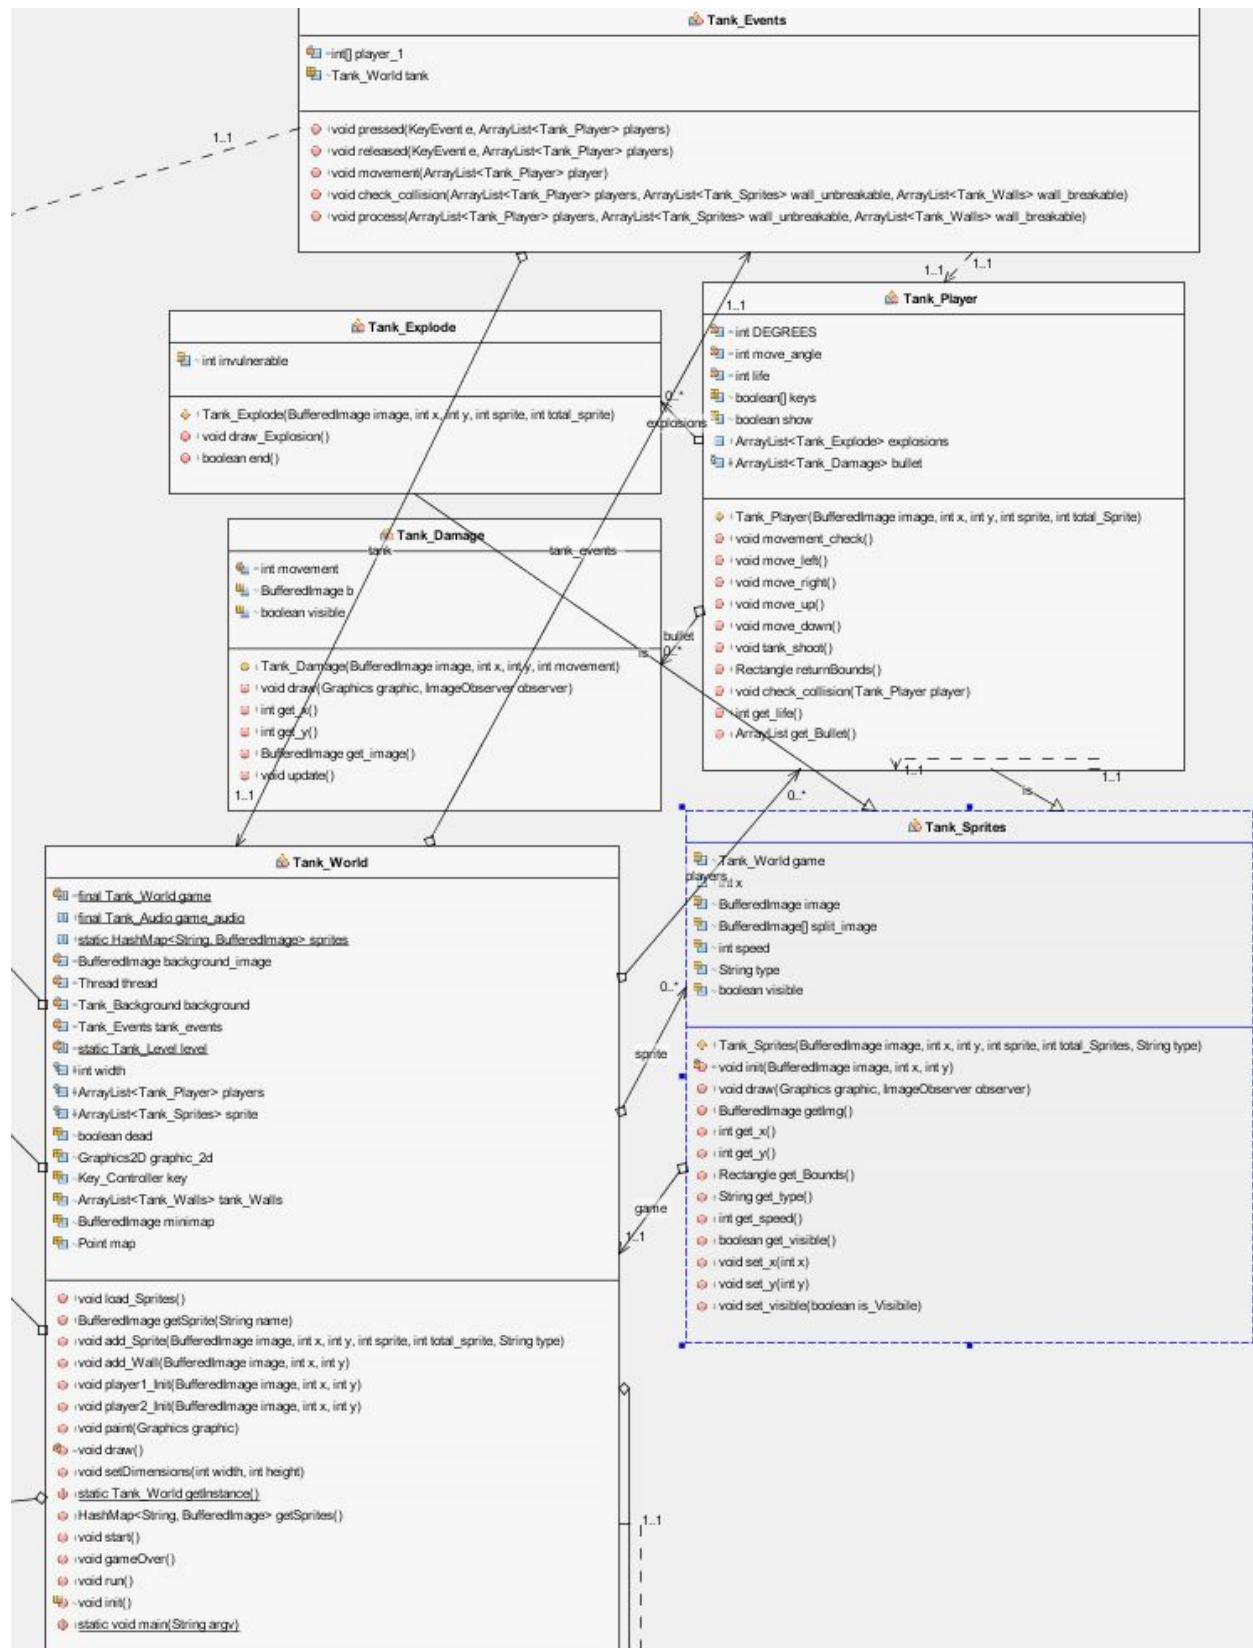 Tank_Events
-int[] player_1
~Tank_World tank
+void pressed(KeyEvent e, ArrayList<Tank_Player> players)
+void released(KeyEvent e, ArrayList<Tank_Player> players)
+void movement(ArrayList<Tank_Player> player)
+void check_collision(ArrayList<Tank_Player> players, ArrayList<Tank_Sprites> wall_unbreakable, ArrayList<Tank_Walls> wall_breakable)
+void process(ArrayList<Tank_Player> players, ArrayList<Tank_Sprites> wall_unbreakable, ArrayList<Tank_Walls> wall_breakable)
1..1
1..1
1..1
1..1
Tank_Explode
~int invulnerable
+Tank_Explode(BufferedImage image, int x, int y, int sprite, int total_sprite)
+void draw_Explosion()
+boolean end()
0..*
explosions
Tank_Player
-int DEGREES
-int move_angle
-int life
~boolean[] keys
~boolean show
+ArrayList<Tank_Explode> explosions
#ArrayList<Tank_Damage> bullet
+Tank_Player(BufferedImage image, int x, int y, int sprite, int total_Sprite)
+void movement_check()
+void move_left()
+void move_right()
+void move_up()
+void move_down()
+void tank_shoot()
+Rectangle returnBounds()
+void check_collision(Tank_Player player)
+int get_life()
+ArrayList get_Bullet()
1..1
1..1
is
Tank_Damage
tank
tank_events
-int movement
~BufferedImage b
~boolean visible
bullet
is
0..*
+Tank_Damage(BufferedImage image, int x, int y, int movement)
+void draw(Graphics graphic, ImageObserver observer)
+int get_x()
+int get_y()
+BufferedImage get_image()
+void update()
1..1
0..*
Tank_World
-final Tank_World game
+final Tank_Audio game_audio
+static HashMap<String, BufferedImage> sprites
-BufferedImage background_image
-Thread thread
-Tank_Background background
-Tank_Events tank_events
-static Tank_Level level
#int width
#ArrayList<Tank_Player> players
#ArrayList<Tank_Sprites> sprite
~boolean dead
~Graphics2D graphic_2d
~Key_Controller key
~ArrayList<Tank_Walls> tank_Walls
~BufferedImage minimap
~Point map
+void load_Sprites()
+BufferedImage getSprite(String name)
+void add_Sprite(BufferedImage image, int x, int y, int sprite, int total_sprite, String type)
+void add_Wall(BufferedImage image, int x, int y)
+void player1_Init(BufferedImage image, int x, int y)
+void player2_Init(BufferedImage image, int x, int y)
+void paint(Graphics graphic)
-void draw()
+void setDimensions(int width, int height)
+static Tank_World getInstance()
+HashMap<String, BufferedImage> getSprites()
+void start()
+void gameOver()
+void run()
~void init()
+static void main(String argv)
Tank_Sprites
~Tank_World game
players
~int x
~BufferedImage image
~BufferedImage[] split_image
~int speed
~String type
~boolean visible
0..*
sprite
game
1..1
+Tank_Sprites(BufferedImage image, int x, int y, int sprite, int total_Sprites, String type)
-void init(BufferedImage image, int x, int y)
+void draw(Graphics graphic, ImageObserver observer)
+BufferedImage getImg()
+int get_x()
+int get_y()
+Rectangle get_Bounds()
+String get_type()
+int get_speed()
+boolean get_visible()
+void set_x(int x)
+void set_y(int y)
+void set_visible(boolean is_Visibile)
1..1